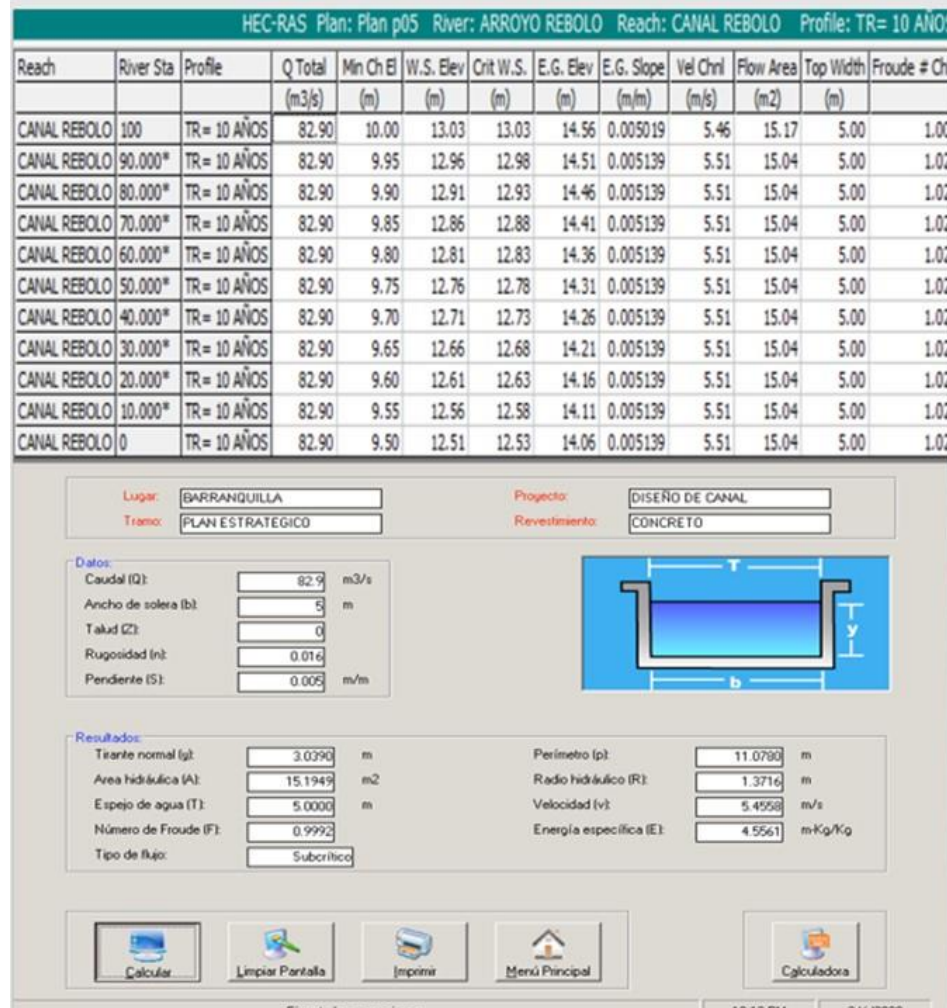 HEC-RAS Plan: Plan p05 River: ARROYO REBOLO Reach: CANAL REBOLO Profile: TR= 10 AÑOS
Reach River Sta Profile Q Total Min Ch El W.S. Elev Crit W.S. E.G. Elev E.G. Slope Vel Chnl Flow Area Top Width Froude # Ch
(m3/s) (m) (m) (m) (m) (m/m) (m/s) (m2) (m)
CANAL REBOLO 100 TR= 10 AÑOS 82.90 10.00 13.03 13.03 14.56 0.005019 5.46 15.17 5.00 1.00
CANAL REBOLO 90.000* TR= 10 AÑOS 82.90 9.95 12.96 12.98 14.51 0.005139 5.51 15.04 5.00 1.02
CANAL REBOLO 80.000* TR= 10 AÑOS 82.90 9.90 12.91 12.93 14.46 0.005139 5.51 15.04 5.00 1.02
CANAL REBOLO 70.000* TR= 10 AÑOS 82.90 9.85 12.86 12.88 14.41 0.005139 5.51 15.04 5.00 1.02
CANAL REBOLO 60.000* TR= 10 AÑOS 82.90 9.80 12.81 12.83 14.36 0.005139 5.51 15.04 5.00 1.02
CANAL REBOLO 50.000* TR= 10 AÑOS 82.90 9.75 12.76 12.78 14.31 0.005139 5.51 15.04 5.00 1.02
CANAL REBOLO 40.000* TR= 10 AÑOS 82.90 9.70 12.71 12.73 14.26 0.005139 5.51 15.04 5.00 1.02
CANAL REBOLO 30.000* TR= 10 AÑOS 82.90 9.65 12.66 12.68 14.21 0.005139 5.51 15.04 5.00 1.02
CANAL REBOLO 20.000* TR= 10 AÑOS 82.90 9.60 12.61 12.63 14.16 0.005139 5.51 15.04 5.00 1.02
CANAL REBOLO 10.000* TR= 10 AÑOS 82.90 9.55 12.56 12.58 14.11 0.005139 5.51 15.04 5.00 1.02
CANAL REBOLO 0 TR= 10 AÑOS 82.90 9.50 12.51 12.53 14.06 0.005139 5.51 15.04 5.00 1.02
Lugar: BARRANQUILLA Proyecto: DISEÑO DE CANAL
Tramo: PLAN ESTRATEGICO Revestimiento: CONCRETO
Datos:
Caudal (Q): 82.9 m3/s
Ancho de solera (b): 5 m
Talud (Z): 0
Rugosidad (n): 0.016
Pendiente (S): 0.005 m/m
T
y
b
Resultados:
Tirante normal (y): 3.0390 m Perímetro (p): 11.0780 m
Area hidráulica (A): 15.1949 m2 Radio hidráulico (R): 1.3716 m
Espejo de agua (T): 5.0000 m Velocidad (v): 5.4558 m/s
Número de Froude (F): 0.9992 Energía específica (E): 4.5561 m-Kg/Kg
Tipo de flujo: Subcrítico
Calcular Limpiar Pantalla Imprimir Menú Principal Calculadora